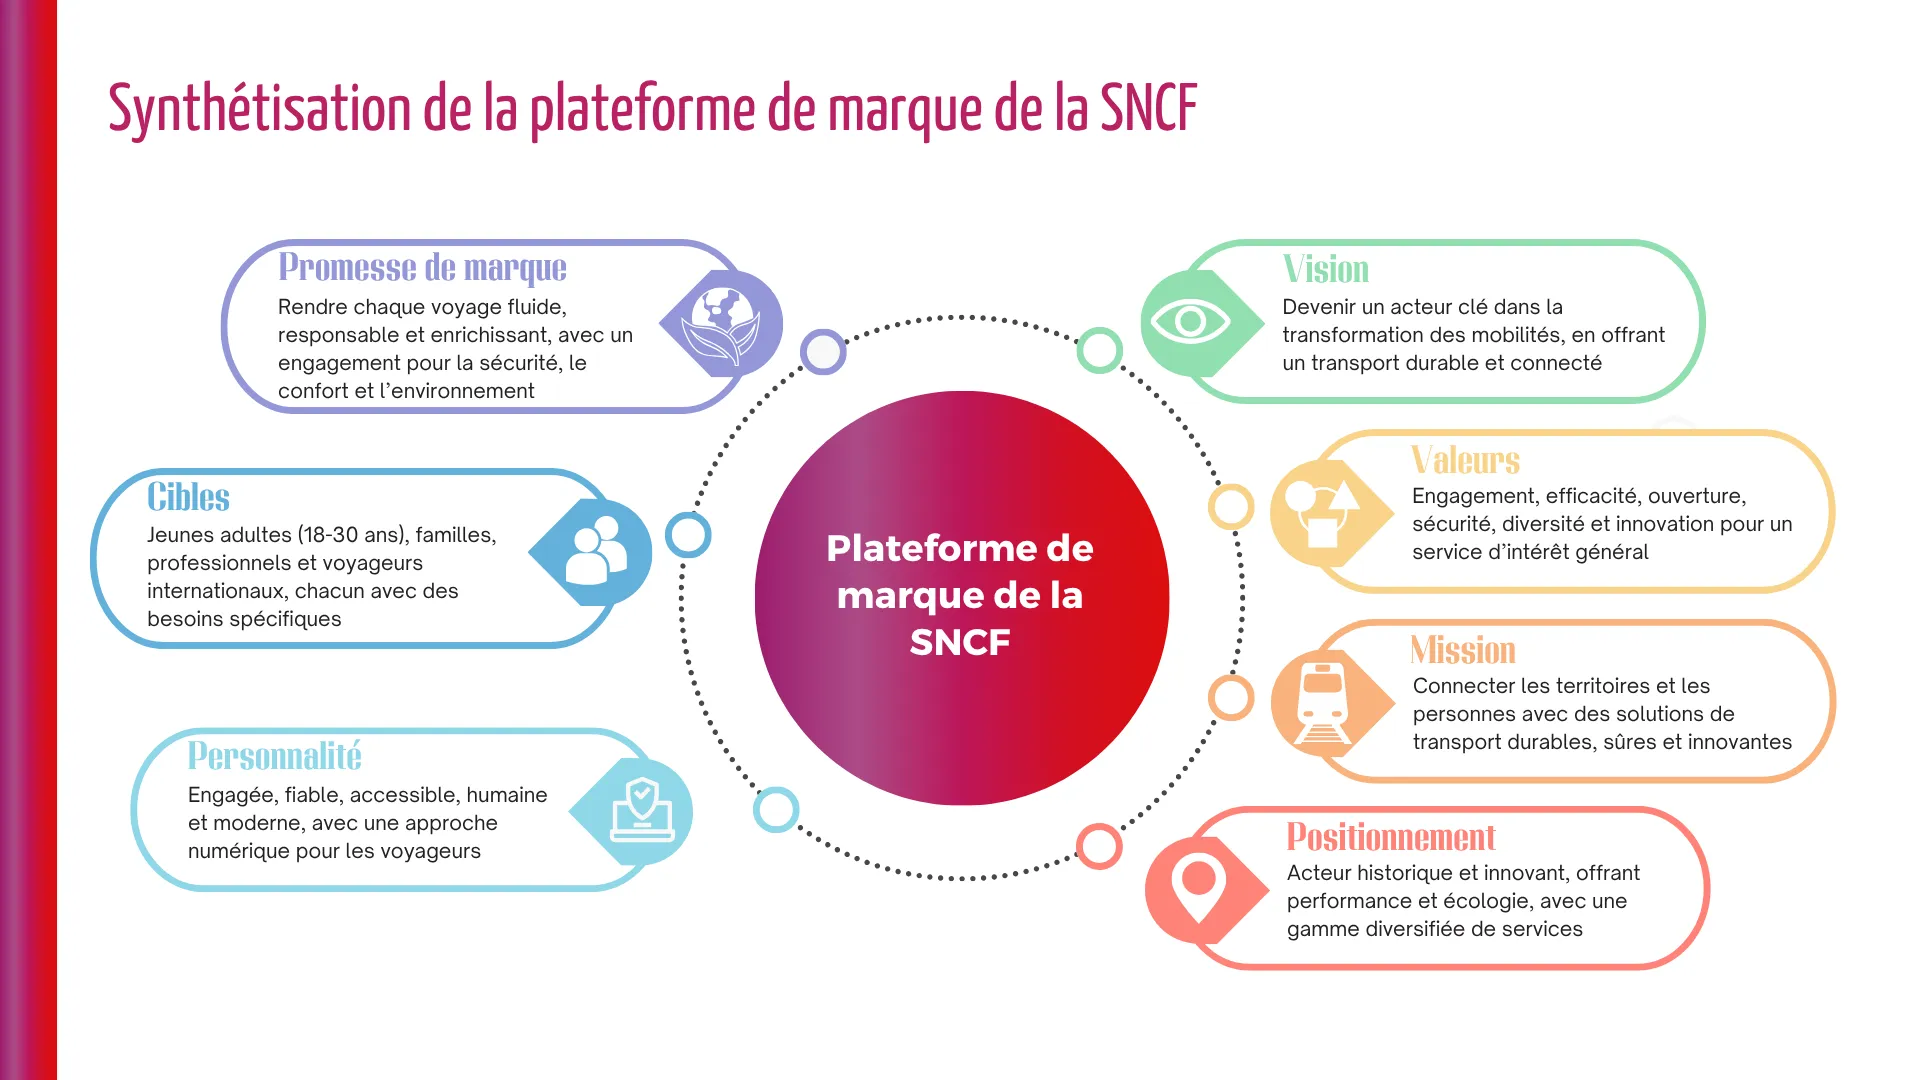 Synthétisation de la plateforme de marque de la SNCF
Promesse de marque
Rendre chaque voyage fluide,
responsable et enrichissant, avec un
engagement pour la sécurité, le
confort et l’environnement
Cibles
Jeunes adultes (18-30 ans), familles,
professionnels et voyageurs
internationaux, chacun avec des
besoins spécifiques
Personnalité
Engagée, fiable, accessible, humaine
et moderne, avec une approche
numérique pour les voyageurs
Plateforme de
marque de la
SNCF
Vision
Devenir un acteur clé dans la
transformation des mobilités, en offrant
un transport durable et connecté
Valeurs
Engagement, efficacité, ouverture,
sécurité, diversité et innovation pour un
service d’intérêt général
Mission
Connecter les territoires et les
personnes avec des solutions de
transport durables, sûres et innovantes
Positionnement
Acteur historique et innovant, offrant
performance et écologie, avec une
gamme diversifiée de services